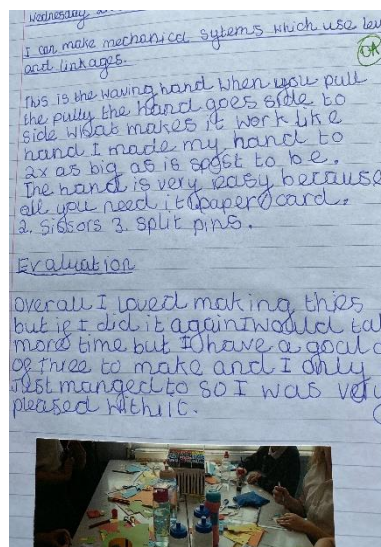 Wednesday
I can make mechanical sytems which use lev
and linkages.
OA
This is the waving hand When you pull
the pully the hand goes side to
side what makes it work like
hand I made my hand to
2x as big as is spost to be.
The hand is very easy because
all you need it 1 paper/card.
2. Sissors 3. Split pins.
Evaluation
Overall I loved making this
but if I did it again I would tak
more time but I have a goal
of three to make and I only
Just manged to so I was very
pleased with it.